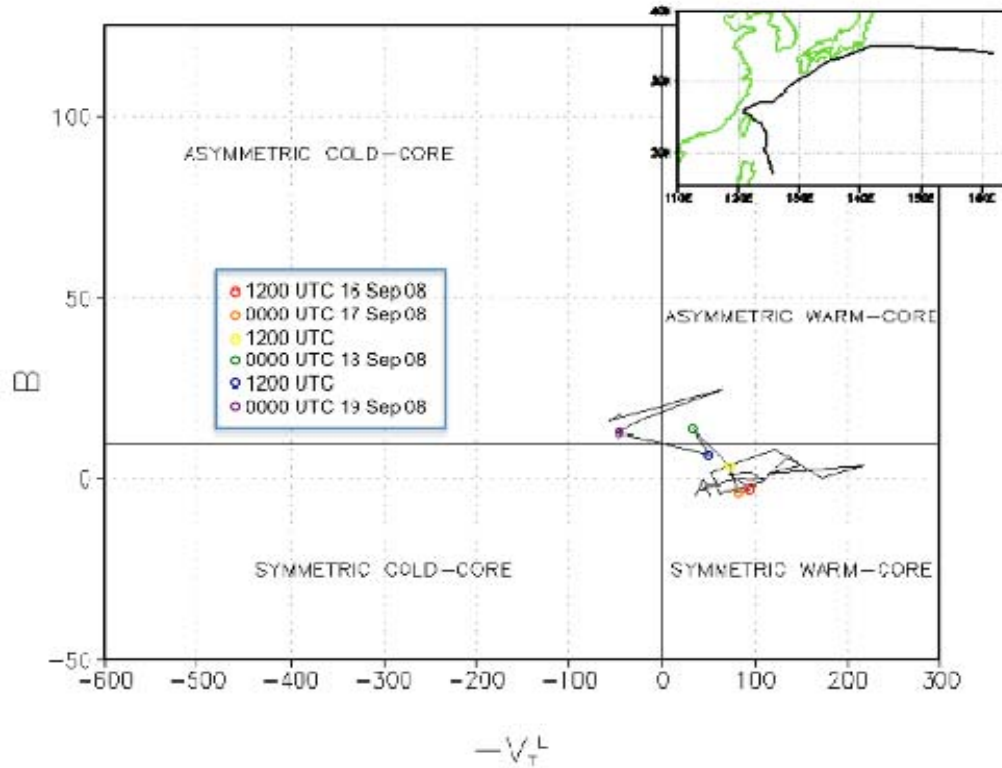 ASYMMETRIC COLD-CORE
ASYMMETRIC WARM-CORE
SYMMETRIC COLD-CORE
SYMMETRIC WARM-CORE
1200 UTC 16 Sep 08
0000 UTC 17 Sep 08
1200 UTC
0000 UTC 18 Sep 08
1200 UTC
0000 UTC 19 Sep 08
B
100
50
0
-50
-600 -500 -400 -300 -200 -100 0 100 200 300
-V_T^L
A
110E 120E 130E 140E 150E 160E